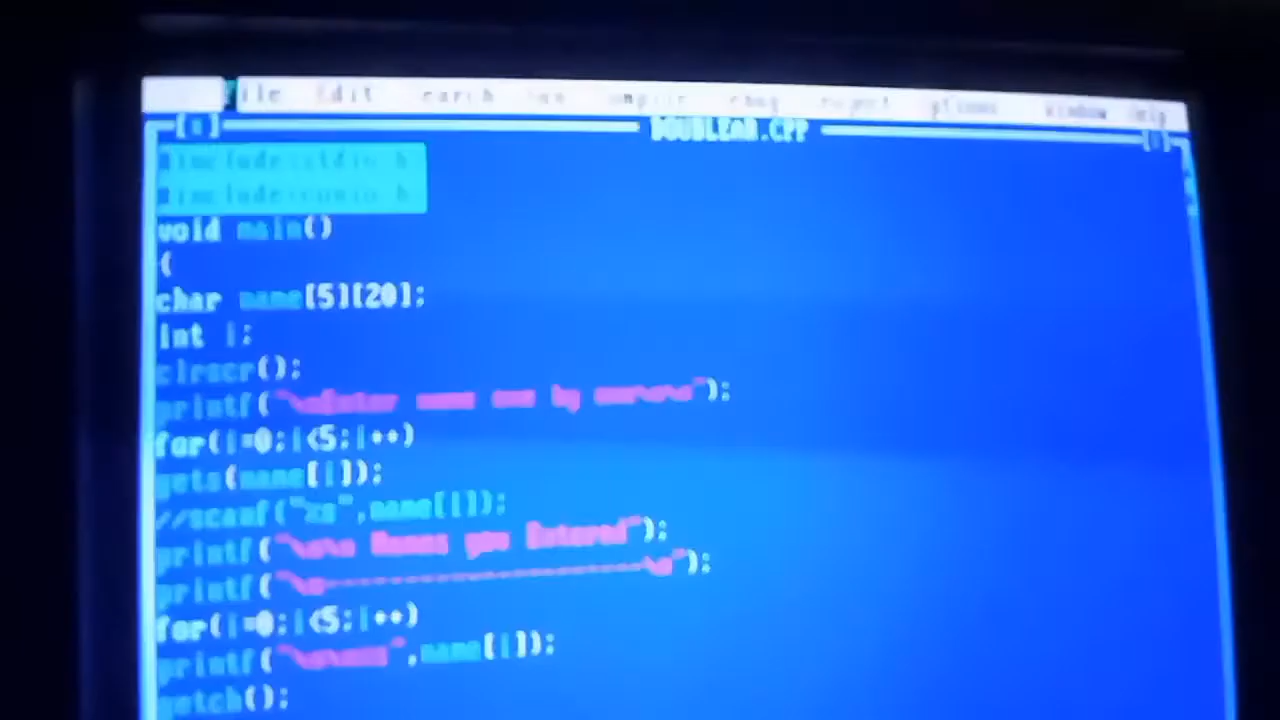 File Edit Search Run Compile Debug Project Options Window Help
DOUBLEAR.CPP
#include<stdio.h
#include<conio.h
void main()
{
char name[5][20];
int i;
clrscr();
printf("\nEnter name one by one\n\n");
for(i=0;i<5;i++)
gets(name[i]);
//scanf("%s",name[i]);
printf("\n\n Names you Entered");
printf("\n-----------------------\n");
for(i=0;i<5;i++)
printf(" ",name[i]);
getch();